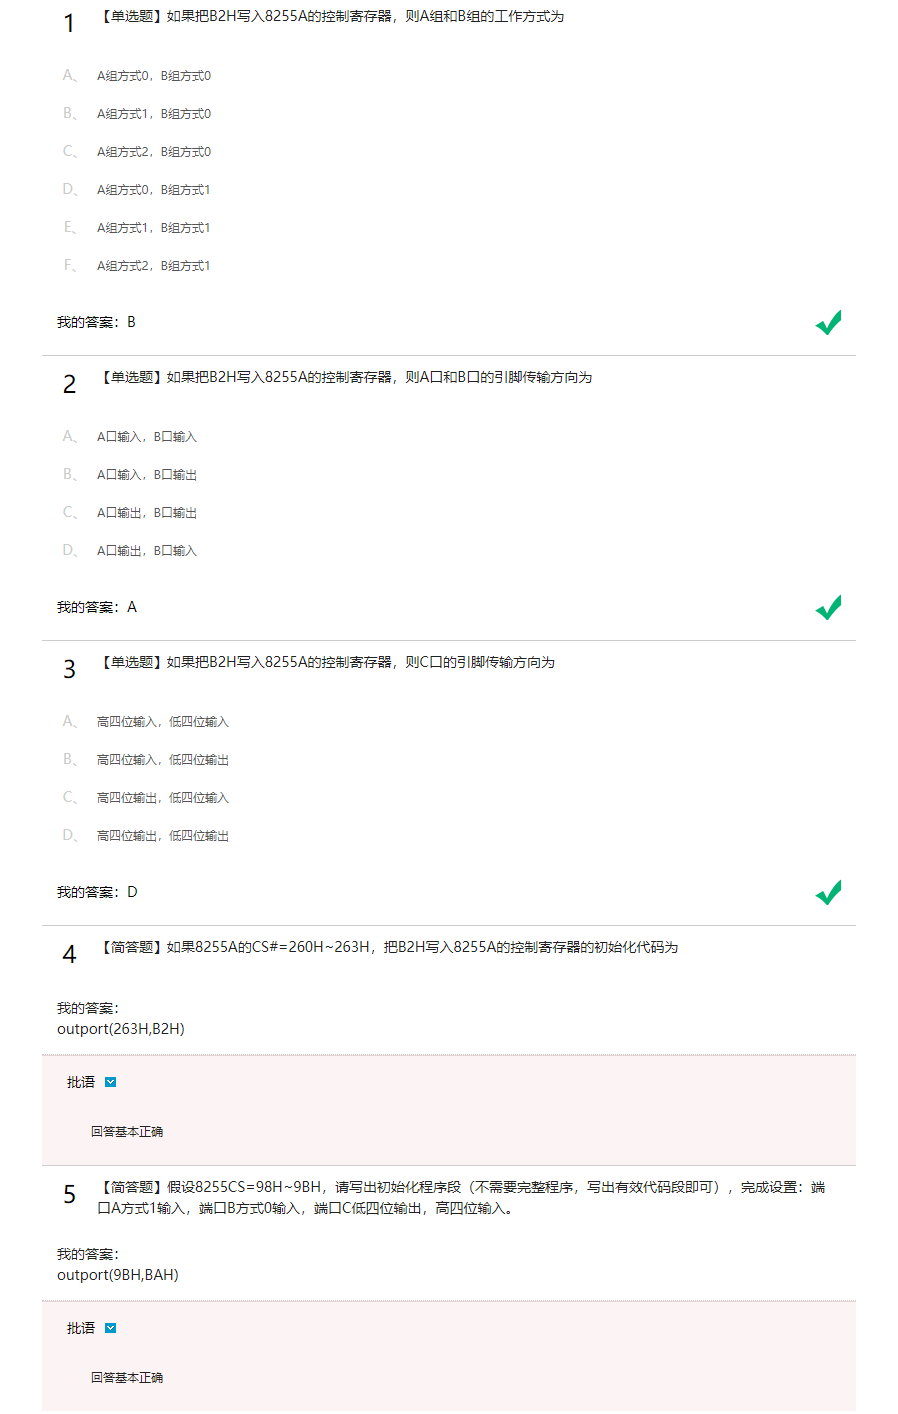 1 【单选题】如果把B2H写入8255A的控制寄存器，则A组和B组的工作方式为
A、 A组方式0，B组方式0
B、 A组方式1，B组方式0
C、 A组方式2，B组方式0
D、 A组方式0，B组方式1
E、 A组方式1，B组方式1
F、 A组方式2，B组方式1
我的答案：B
2 【单选题】如果把B2H写入8255A的控制寄存器，则A口和B口的引脚传输方向为
A、 A口输入，B口输入
B、 A口输入，B口输出
C、 A口输出，B口输出
D、 A口输出，B口输入
我的答案：A
3 【单选题】如果把B2H写入8255A的控制寄存器，则C口的引脚传输方向为
A、 高四位输入，低四位输入
B、 高四位输入，低四位输出
C、 高四位输出，低四位输入
D、 高四位输出，低四位输出
我的答案：D
4 【简答题】如果8255A的CS#=260H~263H，把B2H写入8255A的控制寄存器的初始化代码为
我的答案：
outport(263H,B2H)
批语
回答基本正确
5 【简答题】假设8255CS=98H~9BH，请写出初始化程序段（不需要完整程序，写出有效代码段即可），完成设置：端
口A方式1输入，端口B方式0输入，端口C低四位输出，高四位输入。
我的答案：
outport(9BH,BAH)
批语
回答基本正确